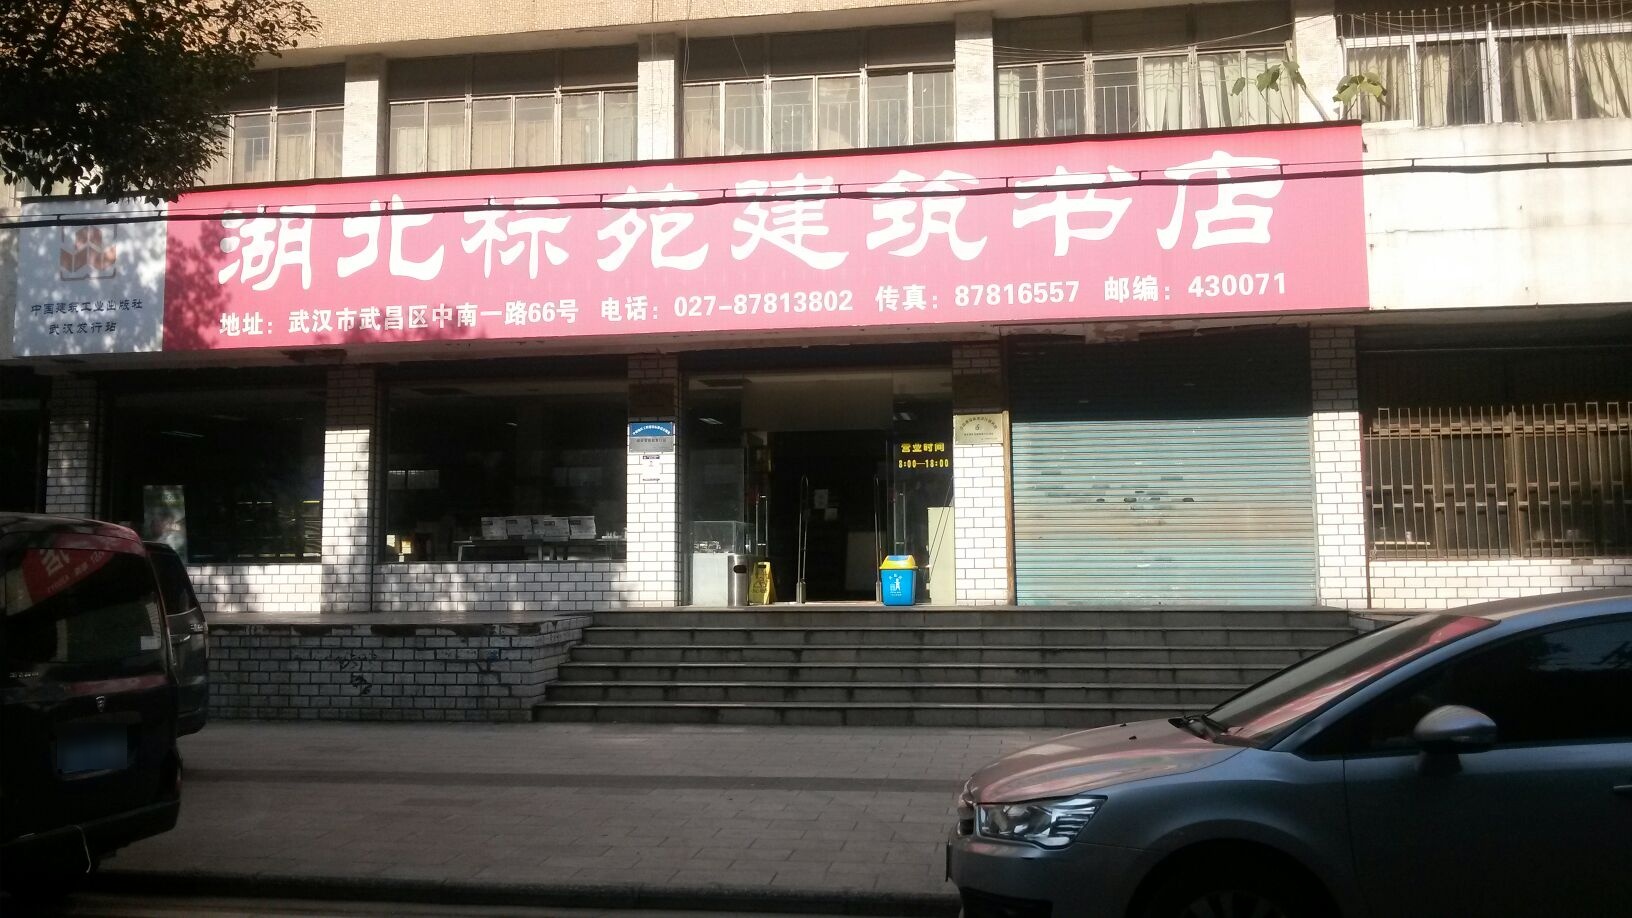 湖北标苑建筑书店
中国建筑工业出版社
武汉发行站
地址：武汉市武昌区中南一路66号 电话：027-87813802 传真：87816557 邮编：430071
营业时间
8:00—18:00